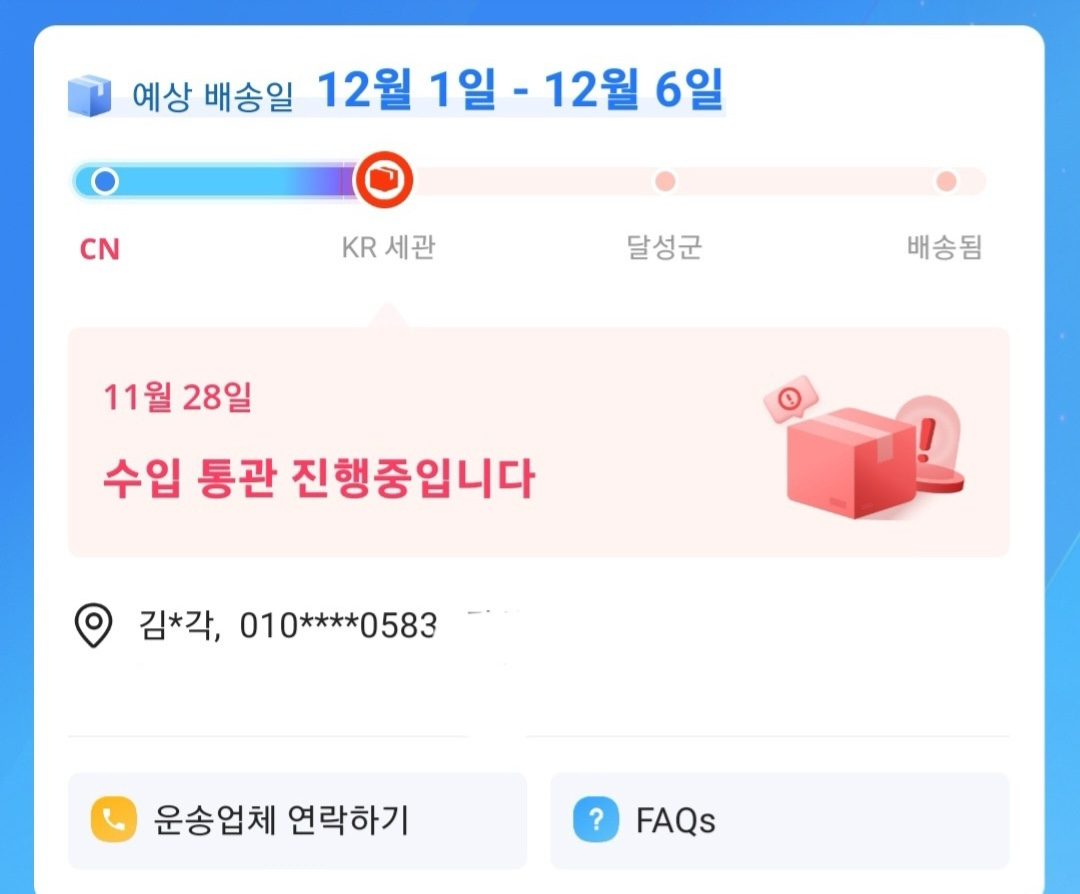 예상 배송일 12월 1일 - 12월 6일
CN KR 세관 달성군 배송됨
11월 28일
수입 통관 진행중입니다
김*각, 010****0583
운송업체 연락하기 FAQs